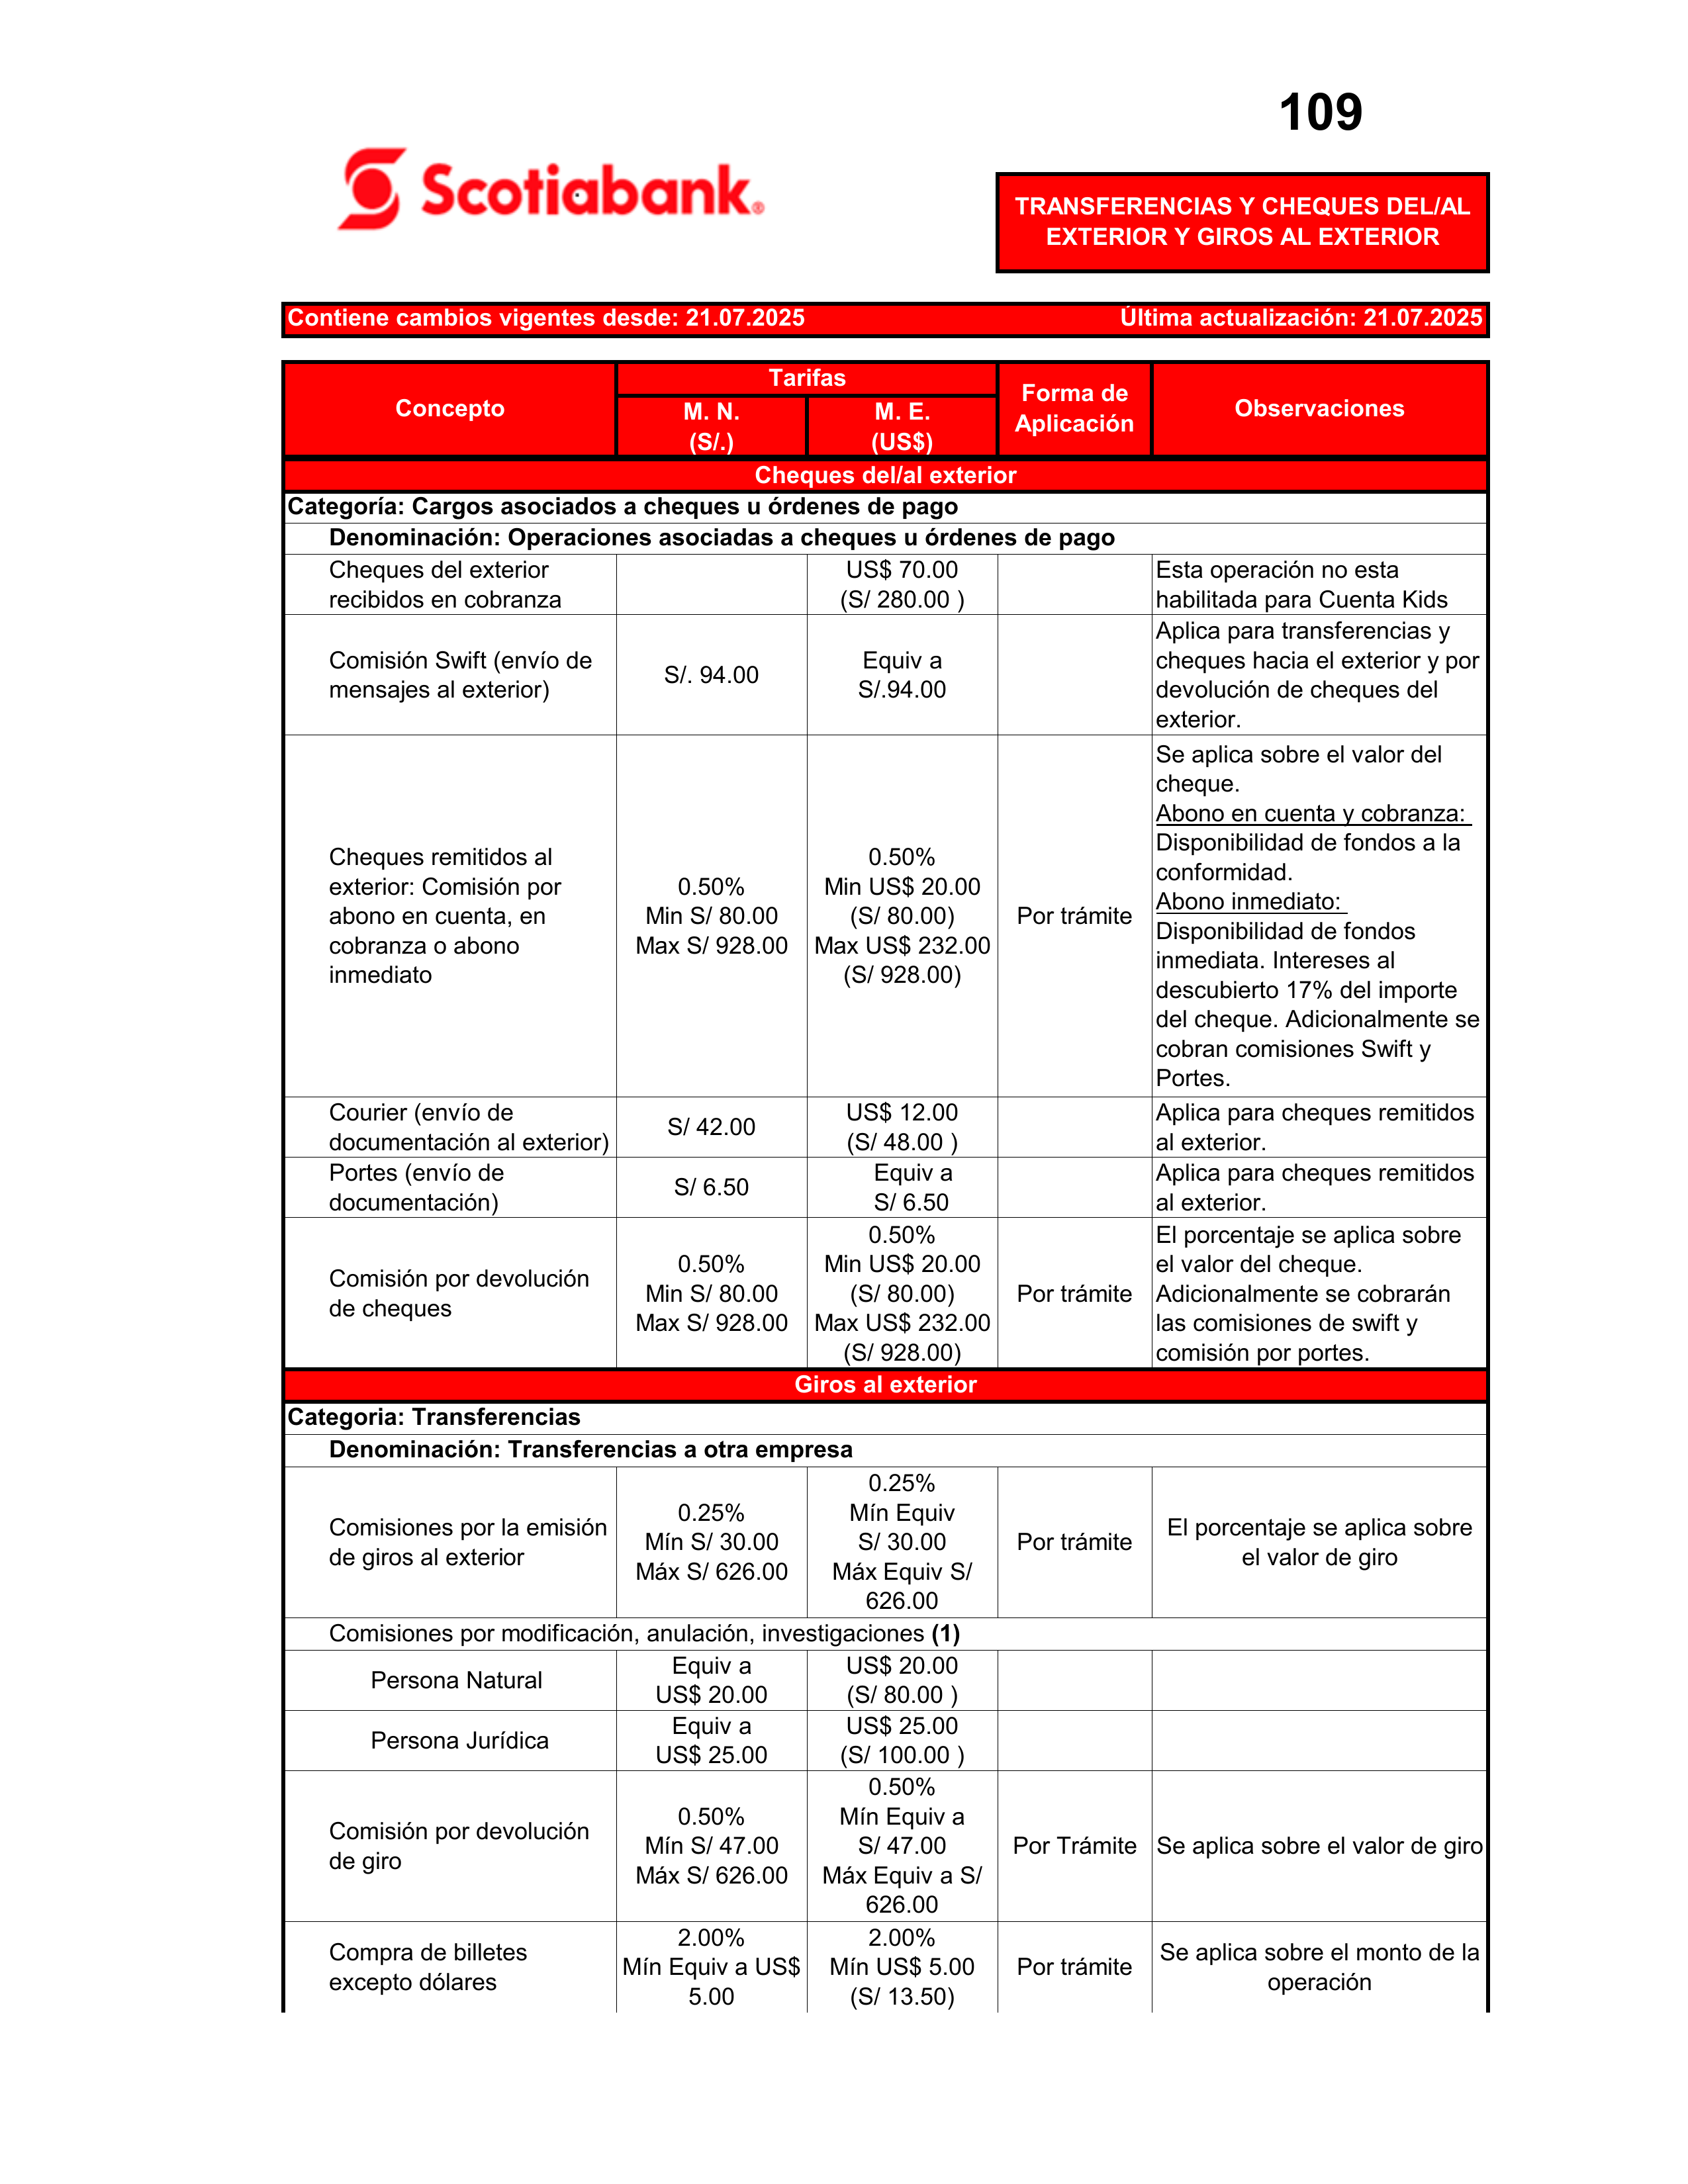 109
Scotiabank®
TRANSFERENCIAS Y CHEQUES DEL/AL
EXTERIOR Y GIROS AL EXTERIOR
Contiene cambios vigentes desde: 21.07.2025 Última actualización: 21.07.2025
Concepto
Tarifas
M. N.
(S/.)
M. E.
(US$)
Forma de
Aplicación
Observaciones
Cheques del/al exterior
Categoría: Cargos asociados a cheques u órdenes de pago
Denominación: Operaciones asociadas a cheques u órdenes de pago
Cheques del exterior
recibidos en cobranza
US$ 70.00
(S/ 280.00 )
Esta operación no esta
habilitada para Cuenta Kids
Comisión Swift (envío de
mensajes al exterior)
S/. 94.00
Equiv a
S/.94.00
Aplica para transferencias y
cheques hacia el exterior y por
devolución de cheques del
exterior.
Cheques remitidos al
exterior: Comisión por
abono en cuenta, en
cobranza o abono
inmediato
0.50%
Min S/ 80.00
Max S/ 928.00
0.50%
Min US$ 20.00
(S/ 80.00)
Max US$ 232.00
(S/ 928.00)
Por trámite
Se aplica sobre el valor del
cheque.
Abono en cuenta y cobranza:
Disponibilidad de fondos a la
conformidad.
Abono inmediato:
Disponibilidad de fondos
inmediata. Intereses al
descubierto 17% del importe
del cheque. Adicionalmente se
cobran comisiones Swift y
Portes.
Courier (envío de
documentación al exterior)
S/ 42.00
US$ 12.00
(S/ 48.00 )
Aplica para cheques remitidos
al exterior.
Portes (envío de
documentación)
S/ 6.50
Equiv a
S/ 6.50
Aplica para cheques remitidos
al exterior.
Comisión por devolución
de cheques
0.50%
Min S/ 80.00
Max S/ 928.00
0.50%
Min US$ 20.00
(S/ 80.00)
Max US$ 232.00
(S/ 928.00)
Por trámite
El porcentaje se aplica sobre
el valor del cheque.
Adicionalmente se cobrarán
las comisiones de swift y
comisión por portes.
Giros al exterior
Categoria: Transferencias
Denominación: Transferencias a otra empresa
Comisiones por la emisión
de giros al exterior
0.25%
Mín S/ 30.00
Máx S/ 626.00
0.25%
Mín Equiv
S/ 30.00
Máx Equiv S/
626.00
Por trámite
El porcentaje se aplica sobre
el valor de giro
Comisiones por modificación, anulación, investigaciones (1)
Persona Natural
Equiv a
US$ 20.00
US$ 20.00
(S/ 80.00 )
Persona Jurídica
Equiv a
US$ 25.00
US$ 25.00
(S/ 100.00 )
Comisión por devolución
de giro
0.50%
Mín S/ 47.00
Máx S/ 626.00
0.50%
Mín Equiv a
S/ 47.00
Máx Equiv a S/
626.00
Por Trámite
Se aplica sobre el valor de giro
Compra de billetes
excepto dólares
2.00%
Mín Equiv a US$
5.00
2.00%
Mín US$ 5.00
(S/ 13.50)
Por trámite
Se aplica sobre el monto de la
operación